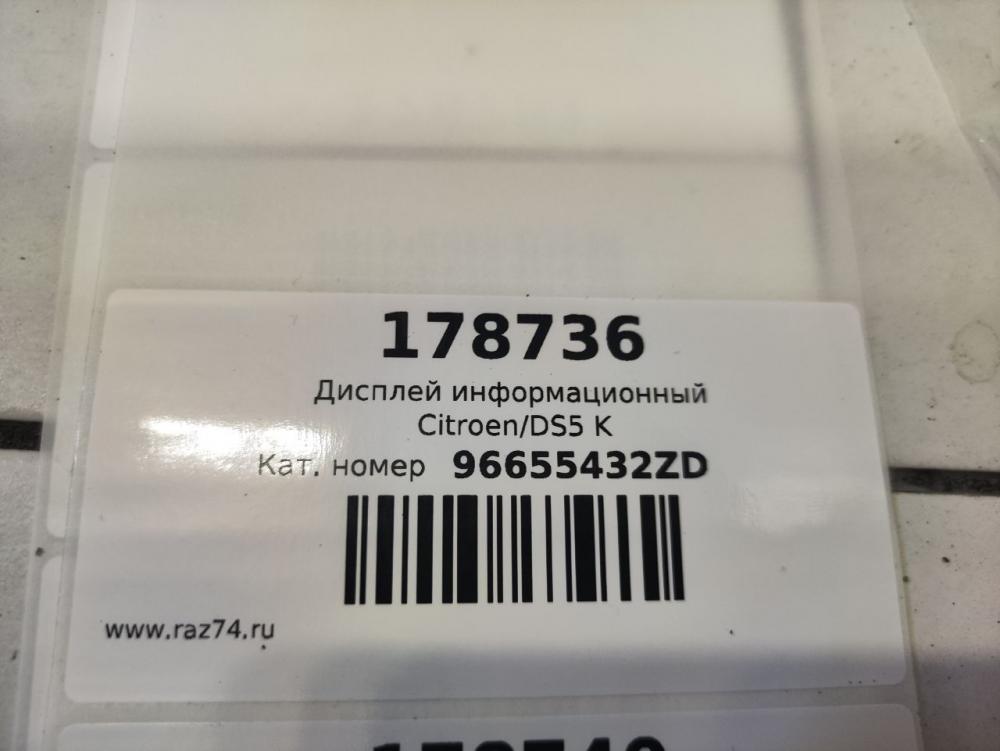 178736
Дисплей информационный
Citroen/DS5 K
Кат. номер 96655432ZD
www.raz74.ru